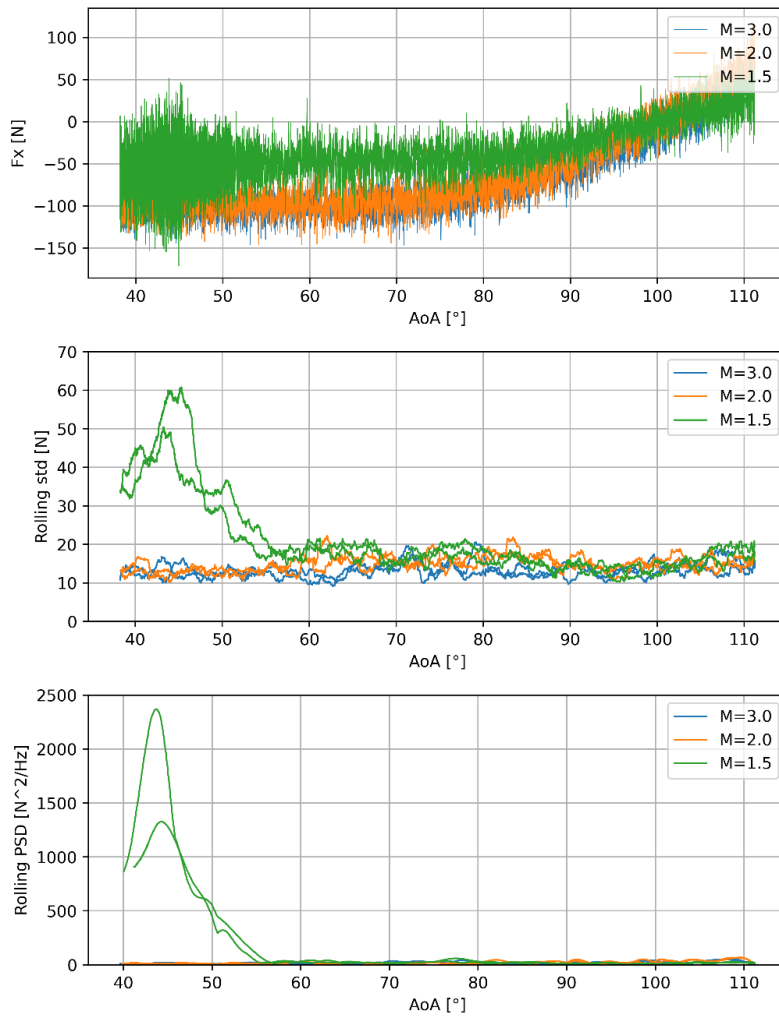 100
50
0
−50
−100
−150
Fx [N]
M=3.0
M=2.0
M=1.5
40 50 60 70 80 90 100 110
AoA [°]
70
60
50
40
30
20
10
0
Rolling std [N]
M=3.0
M=2.0
M=1.5
40 50 60 70 80 90 100 110
AoA [°]
2500
2000
1500
1000
500
0
Rolling PSD [N^2/Hz]
M=3.0
M=2.0
M=1.5
40 50 60 70 80 90 100 110
AoA [°]